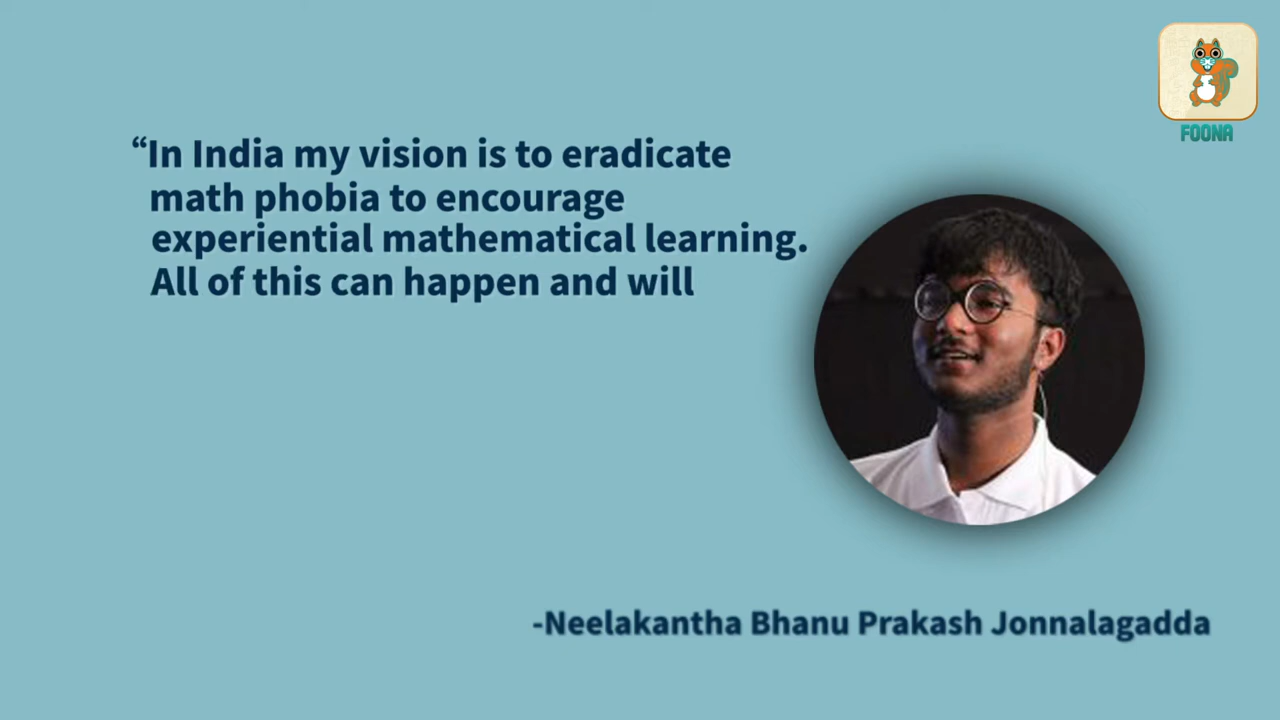 FOONA
“In India my vision is to eradicate
math phobia to encourage
experiential mathematical learning.
All of this can happen and will
-Neelakantha Bhanu Prakash Jonnalagadda